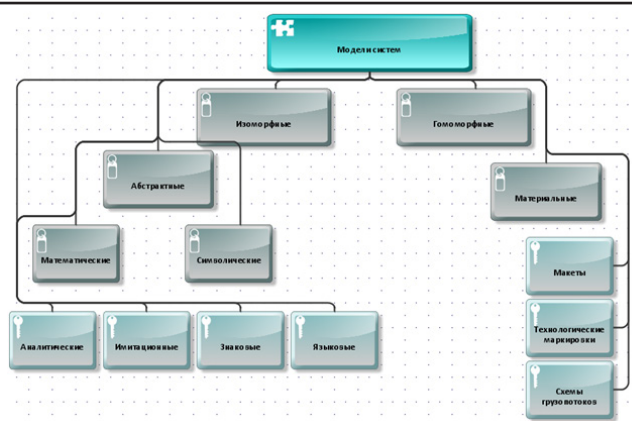 Модели систем
Изоморфные
Гомоморфные
Абстрактные
Материальные
Математические
Символические
Макеты
Аналитические
Имитационные
Знаковые
Языковые
Технологические
маркировки
Схемы
грузопотоков